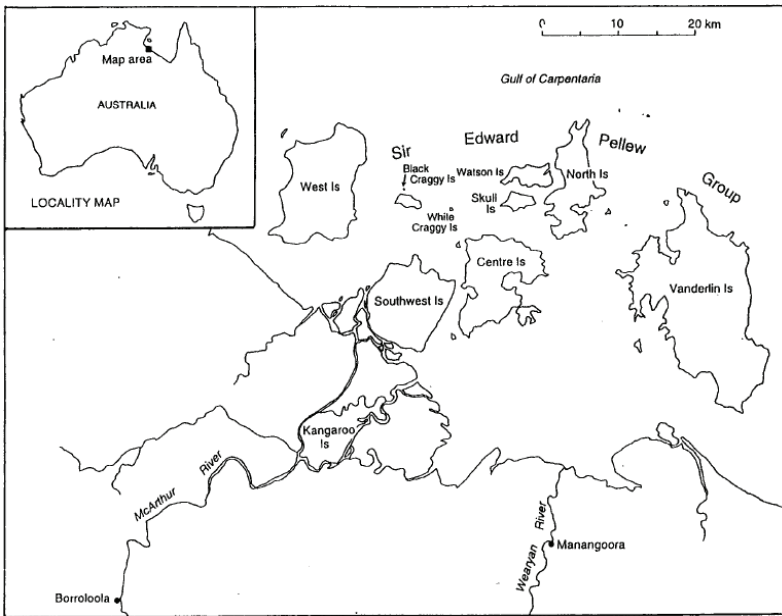 0 10 20 km
Map area
AUSTRALIA
LOCALITY MAP
Gulf of Carpentaria
Sir Edward Pellew Group
West Is
Black
Craggy Is
Watson Is
North Is
Skull
Is
While
Craggy Is
Centre Is
Southwest Is
Vanderlin Is
Kangaroo
Is
McArthur River
Wearyan River
Manangoora
Borroloola